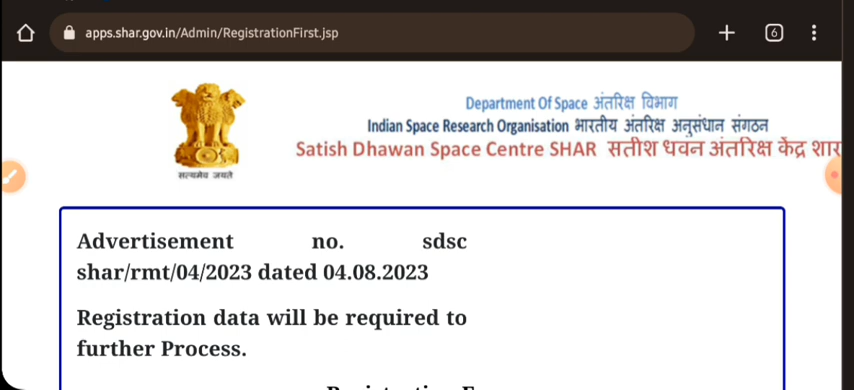 apps.shar.gov.in/Admin/RegistrationFirst.jsp
6
Department Of Space अंतरिक्ष विभाग
Indian Space Research Organisation भारतीय अंतरिक्ष अनुसंधान संगठन
Satish Dhawan Space Centre SHAR सतीश धवन अंतरिक्ष केंद्र शार
सत्यमेव जयते
Advertisement no. sdsc
shar/rmt/04/2023 dated 04.08.2023
Registration data will be required to
further Process.